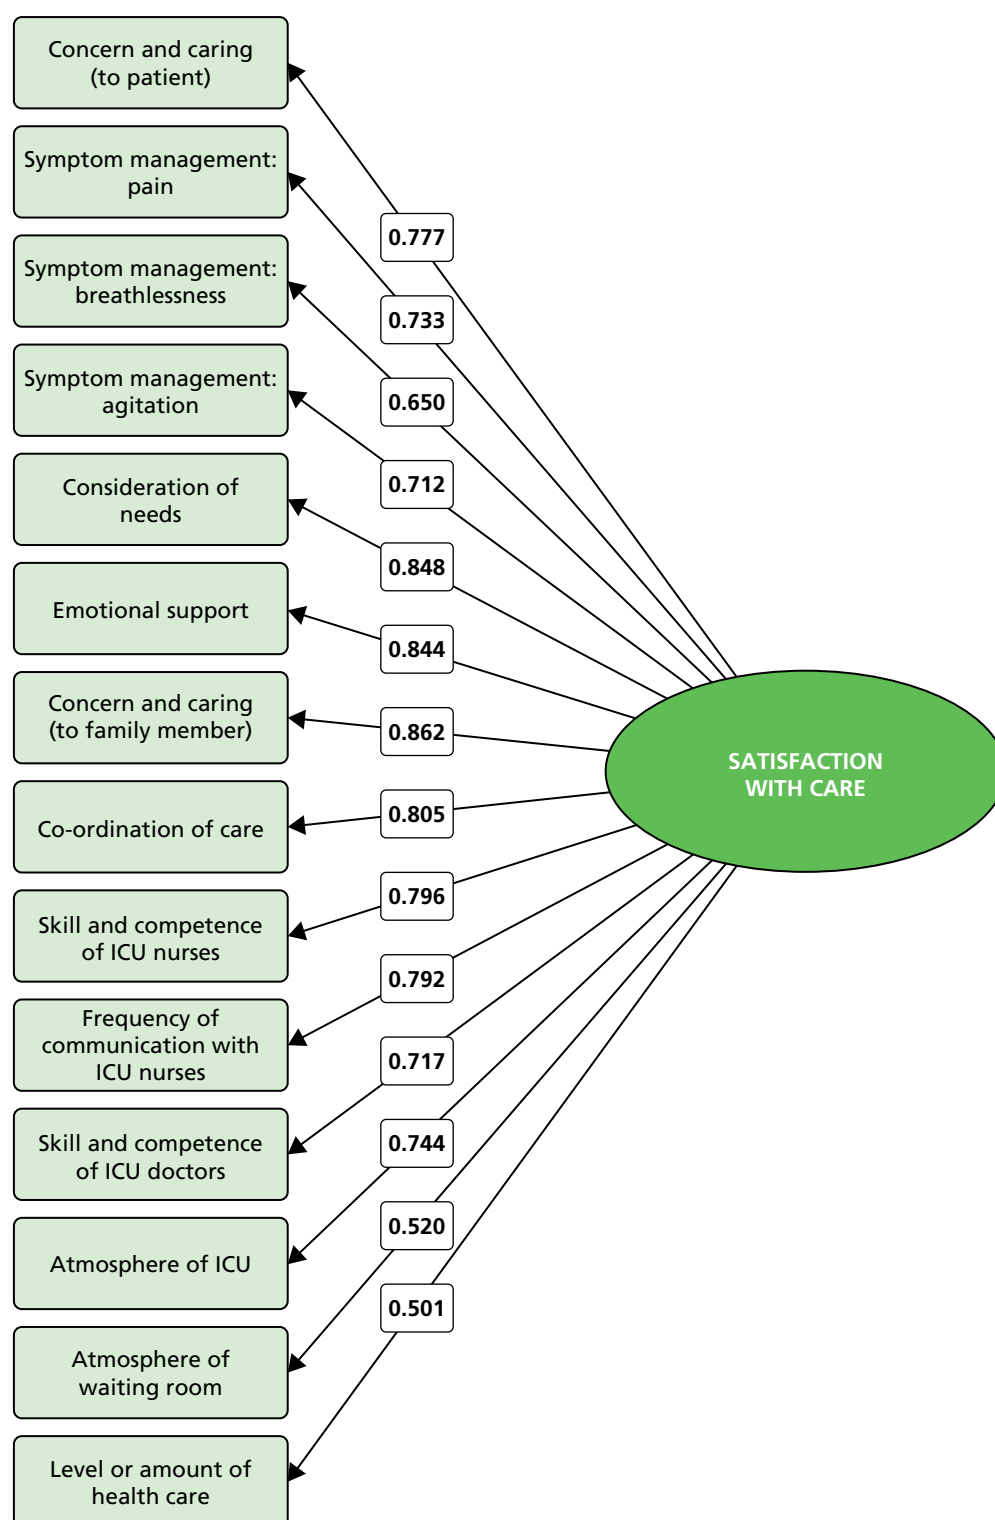 Concern and caring
(to patient)
Symptom management:
pain
Symptom management:
breathlessness
Symptom management:
agitation
Consideration of
needs
Emotional support
Concern and caring
(to family member)
Co-ordination of care
Skill and competence
of ICU nurses
Frequency of
communication with
ICU nurses
Skill and competence
of ICU doctors
Atmosphere of ICU
Atmosphere of
waiting room
Level or amount of
health care
0.777
0.733
0.650
0.712
0.848
0.844
0.862
0.805
0.796
0.792
0.717
0.744
0.520
0.501
SATISFACTION
WITH CARE